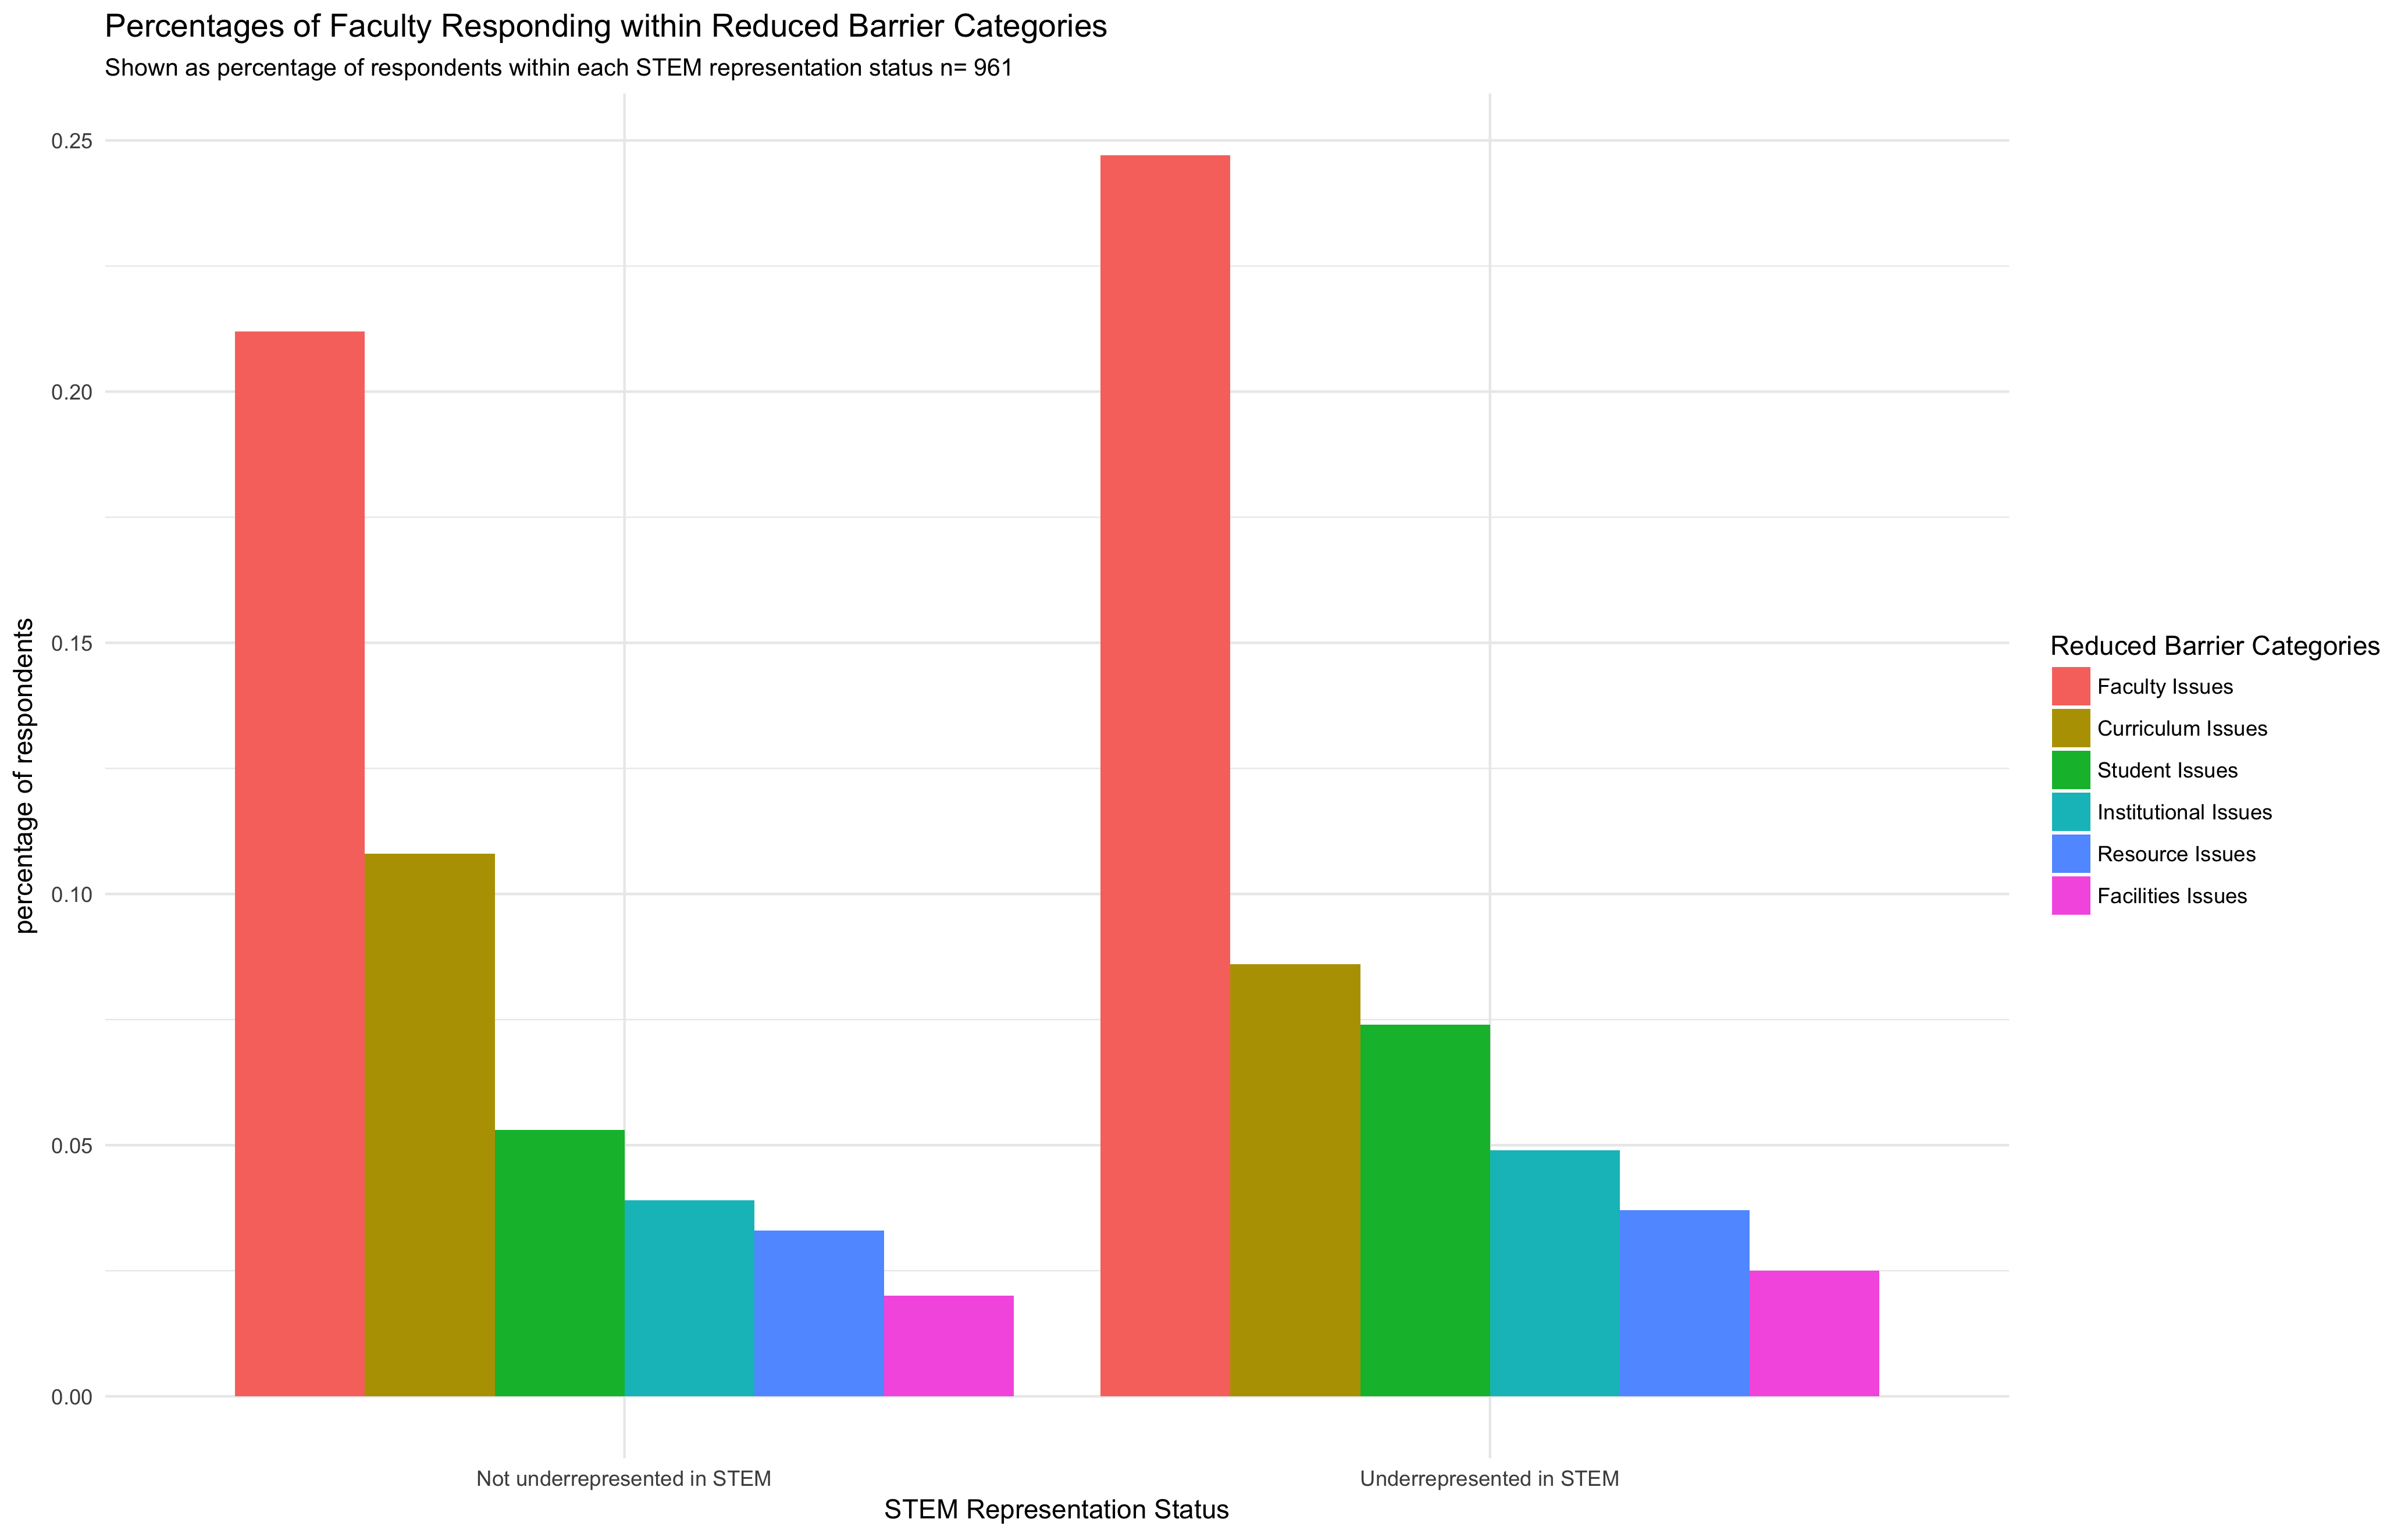 Percentages of Faculty Responding within Reduced Barrier Categories
Shown as percentage of respondents within each STEM representation status n= 961
percentage of respondents
0.25
0.20
0.15
0.10
0.05
0.00
Not underrepresented in STEM
Underrepresented in STEM
STEM Representation Status
Reduced Barrier Categories
Faculty Issues
Curriculum Issues
Student Issues
Institutional Issues
Resource Issues
Facilities Issues